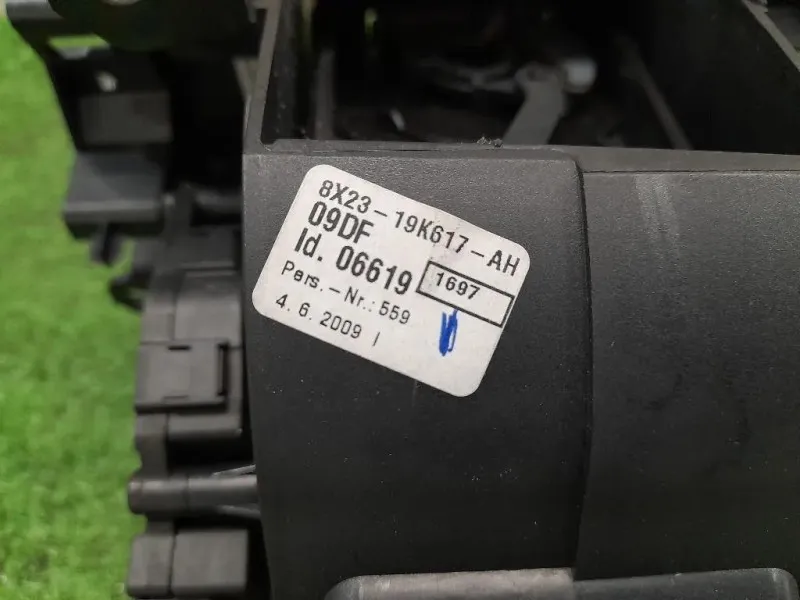 8X23-19K617-AH
09DF
Id. 06619 1697
Pers.-Nr.: 559
4. 6. 2009 I